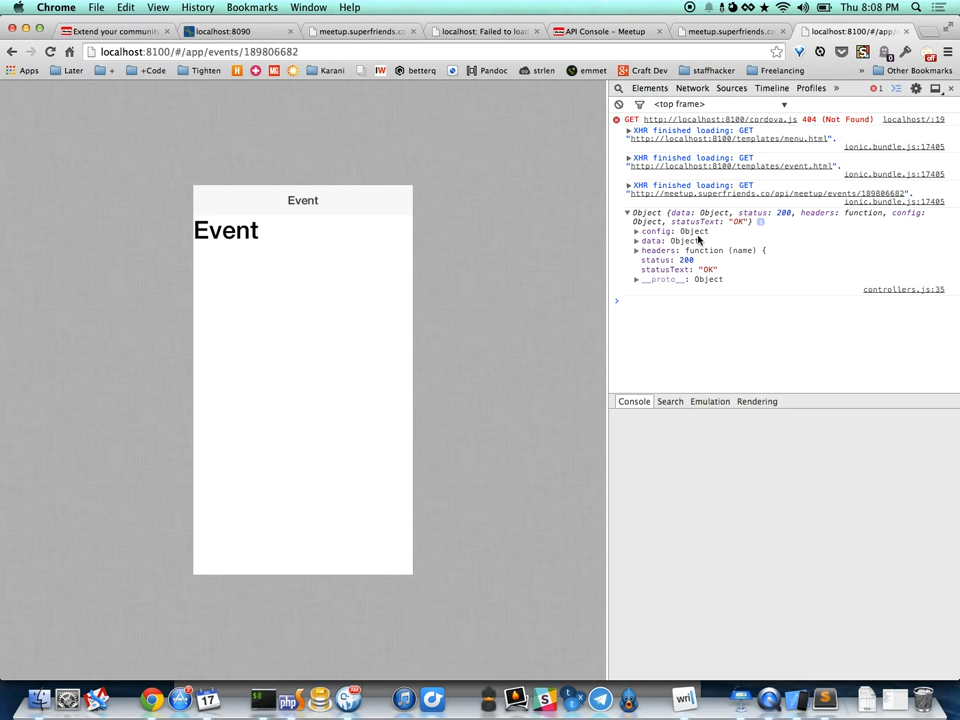 Chrome File Edit View History Bookmarks Window Help Thu 8:08 PM
Extend your communi localhost:8090 meetup.superfriends.c localhost: Failed to loa API Console – Meetup meetup.superfriends.c localhost:8100/#/app/
localhost:8100/#/app/events/189806682
Apps Later + +Code Tighten Karani IW betterq Pandoc strlen emmet Craft Dev staffhacker Freelancing » Other Bookmarks
Elements Network Sources Timeline Profiles » 1
<top frame>
GET http://localhost:8100/cordova.js 404 (Not Found) localhost/:19
XHR finished loading: GET
"http://localhost:8100/templates/menu.html".
ionic.bundle.js:17405
XHR finished loading: GET
"http://localhost:8100/templates/event.html".
ionic.bundle.js:17405
XHR finished loading: GET
"http://meetup.superfriends.co/api/meetup/events/189806682".
ionic.bundle.js:17405
Object {data: Object, status: 200, headers: function, config:
Object, statusText: "OK"}
config: Object
data: Object
headers: function (name) {
status: 200
statusText: "OK"
__proto__: Object
controllers.js:35
Event
Event
Console Search Emulation Rendering
17
php